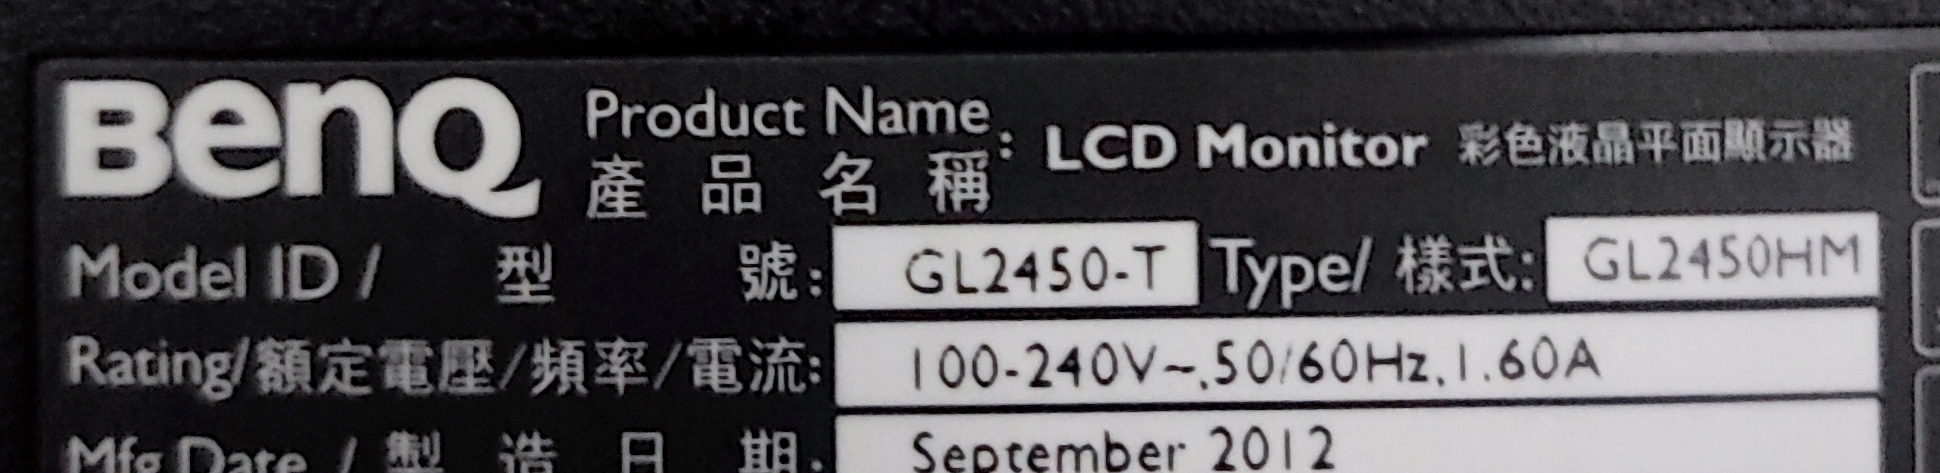 BenQ
Product Name : LCD Monitor 彩色液晶平面顯示器
產品名稱
Model ID / 型號: GL2450-T Type/ 樣式: GL2450HM
Rating/額定電壓/頻率/電流: 100-240V~,50/60Hz,1.60A
Mfg Date / 製造日期: September 2012